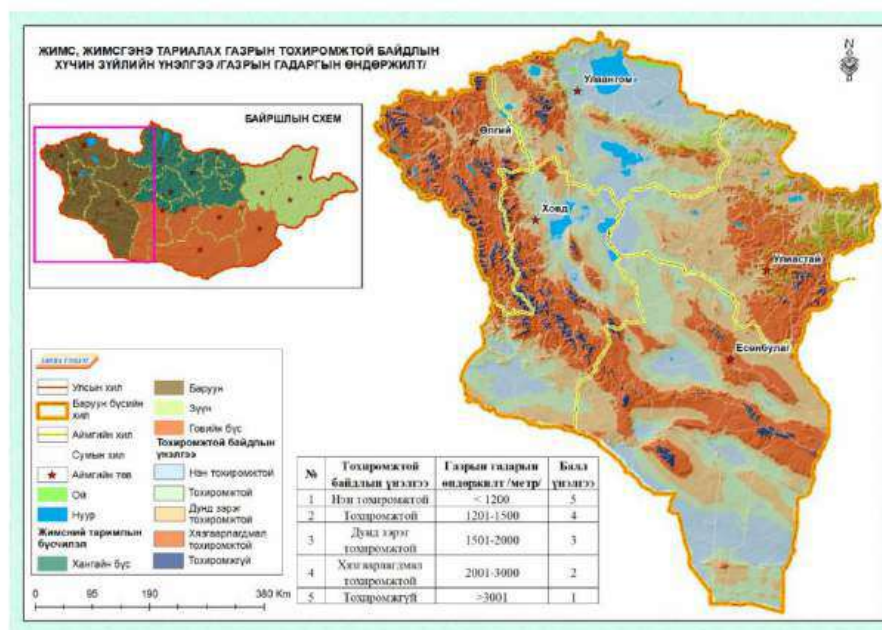 ЖИМС, ЖИМСГЭНЭ ТАРИАЛАХ ГАЗРЫН ТОХИРОМЖТОЙ БАЙДЛЫН
ХҮЧИН ЗҮЙЛИЙН ҮНЭЛГЭЭ /ГАЗРЫН ГАДАРГЫН ӨНДӨРЖИЛТ/
N
БАЙРШЛЫН СХЕМ
Улаангом
Өлгий
Ховд
Улиастай
Есөнбулаг
Улсын хил
Баруун бүсийн
хил
Аймгийн хил
Сумын хил
Аймгийн төв
Ой
Нуур
Жимсний тариалалтын
бүсчилэл
Хангайн бүс
Баруун
Зүүн
Говийн бүс
Тохиромжтой байдлын
үнэлгээ
Нэн тохиромжтой
Тохиромжтой
Дунд зэрэг
тохиромжтой
Хязгаарлагдмал
тохиромжтой
Тохиромжгүй
0 95 190 380 Km
№ Тохиромжтой байдлын үнэлгээ Газрын гадарын өндөржилт /метр/ Балл үнэлгээ
1 Нэн тохиромжтой < 1200 5
2 Тохиромжтой 1201-1500 4
3 Дунд зэрэг тохиромжтой 1501-2000 3
4 Хязгаарлагдмал тохиромжтой 2001-3000 2
5 Тохиромжгүй >3001 1